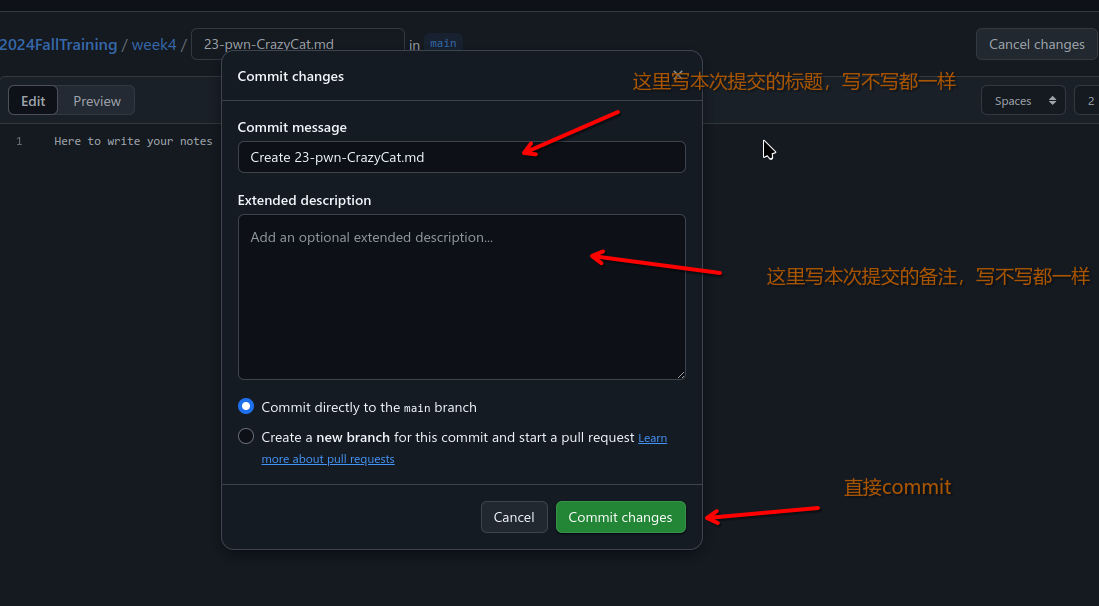 2024FallTraining / week4 / 23-pwn-CrazyCat.md in main
Cancel changes
Commit changes
这里写本次提交的标题，写不写都一样
Edit
Preview
Spaces
2
Commit message
1 Here to write your notes
Create 23-pwn-CrazyCat.md
Extended description
Add an optional extended description...
这里写本次提交的备注，写不写都一样
Commit directly to the main branch
Create a new branch for this commit and start a pull request Learn
more about pull requests
直接commit
Cancel
Commit changes